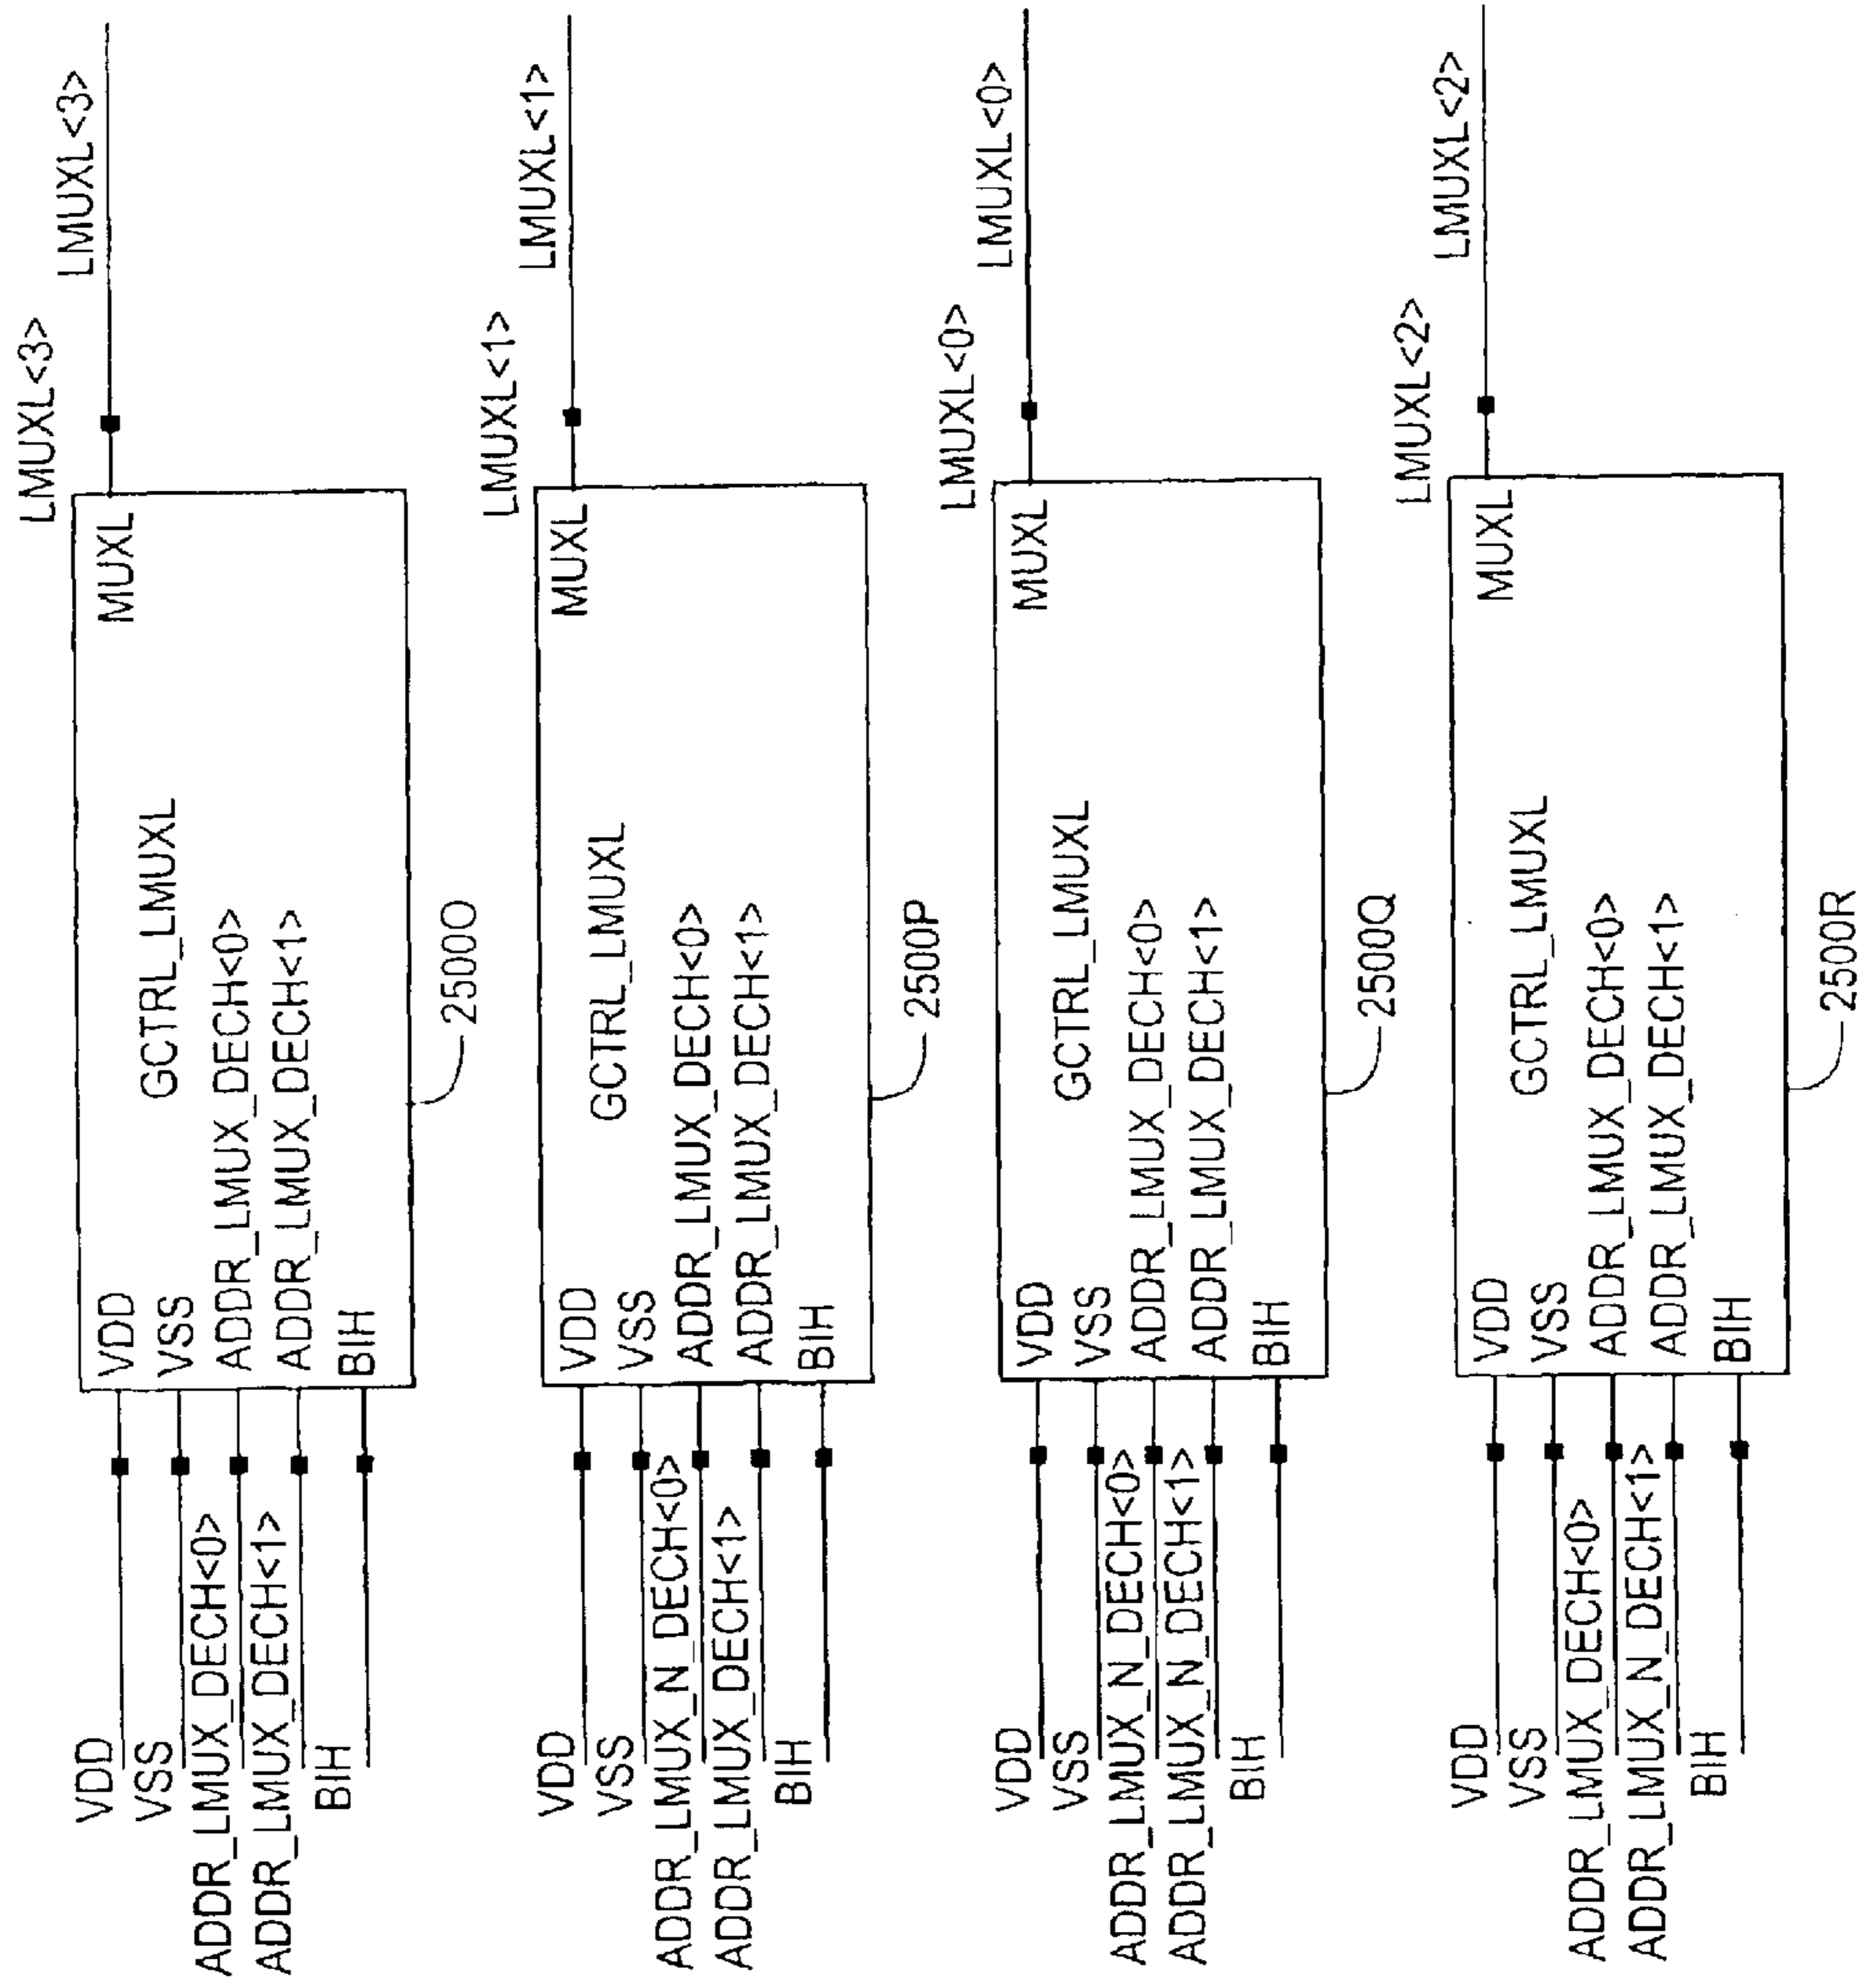 LMUXL<3>
LMUXL<3>
MUXL
GCTRL_LMUXL
VDD
VSS
ADDR_LMUX_DECH<0>
ADDR_LMUX_DECH<1>
BIH
VDD
VSS
ADDR_LMUX_DECH<0>
ADDR_LMUX_DECH<1>
BIH
2500O
LMUXL<1>
LMUXL<1>
MUXL
GCTRL_LMUXL
VDD
VSS
ADDR_LMUX_DECH<0>
ADDR_LMUX_DECH<1>
BIH
VDD
VSS
ADDR_LMUX_N_DECH<0>
ADDR_LMUX_DECH<1>
BIH
2500P
LMUXL<0>
LMUXL<0>
MUXL
GCTRL_LMUXL
VDD
VSS
ADDR_LMUX_DECH<0>
ADDR_LMUX_DECH<1>
BIH
VDD
VSS
ADDR_LMUX_N_DECH<0>
ADDR_LMUX_N_DECH<1>
BIH
2500Q
LMUXL<2>
LMUXL<2>
MUXL
GCTRL_LMUXL
VDD
VSS
ADDR_LMUX_DECH<0>
ADDR_LMUX_DECH<1>
BIH
VDD
VSS
ADDR_LMUX_DECH<0>
ADDR_LMUX_N_DECH<1>
BIH
2500R